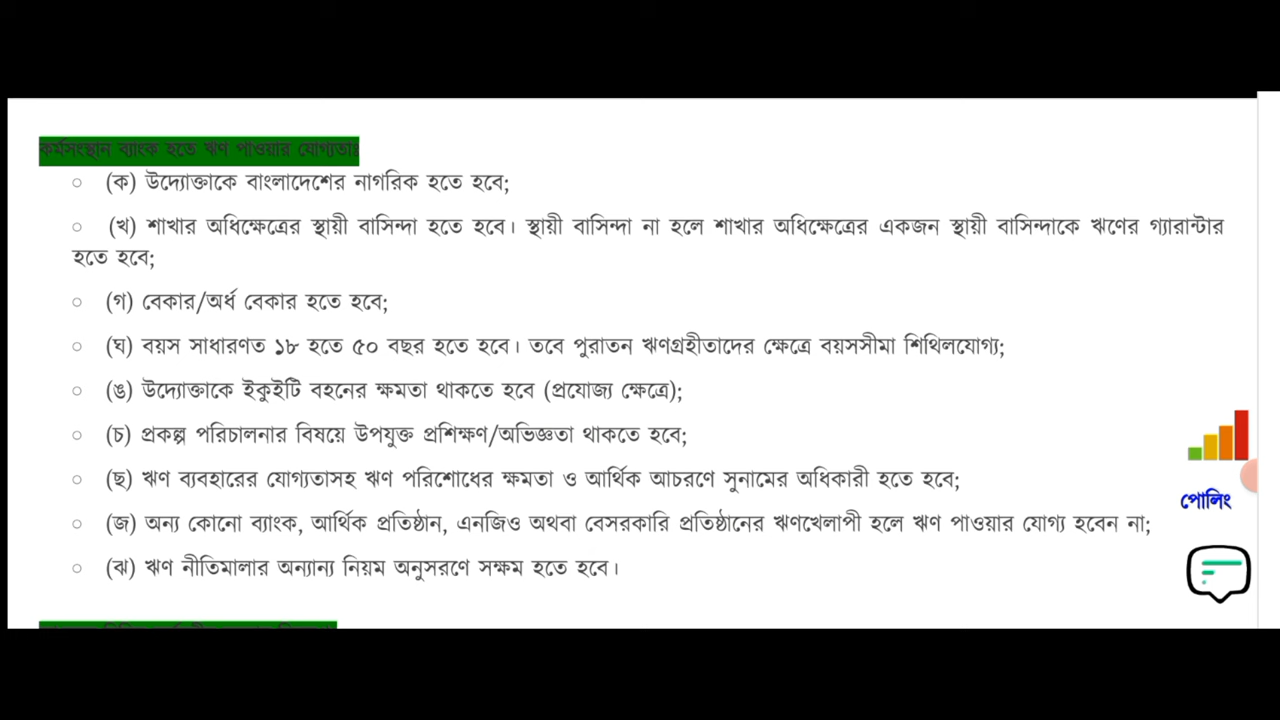 কর্মসংস্থান ব্যাংক হতে ঋণ পাওয়ার যোগ্যতাঃ
(ক) উদ্যোক্তাকে বাংলাদেশের নাগরিক হতে হবে;
(খ) শাখার অধিক্ষেত্রের স্থায়ী বাসিন্দা হতে হবে। স্থায়ী বাসিন্দা না হলে শাখার অধিক্ষেত্রের একজন স্থায়ী বাসিন্দাকে ঋণের গ্যারান্টার
হতে হবে;
(গ) বেকার/অর্ধ বেকার হতে হবে;
(ঘ) বয়স সাধারণত ১৮ হতে ৫০ বছর হতে হবে। তবে পুরাতন ঋণগ্রহীতাদের ক্ষেত্রে বয়সসীমা শিথিলযোগ্য;
(ঙ) উদ্যোক্তাকে ইকুইটি বহনের ক্ষমতা থাকতে হবে (প্রযোজ্য ক্ষেত্রে);
(চ) প্রকল্প পরিচালনার বিষয়ে উপযুক্ত প্রশিক্ষণ/অভিজ্ঞতা থাকতে হবে;
(ছ) ঋণ ব্যবহারের যোগ্যতাসহ ঋণ পরিশোধের ক্ষমতা ও আর্থিক আচরণে সুনামের অধিকারী হতে হবে;
পোলিং
(জ) অন্য কোনো ব্যাংক, আর্থিক প্রতিষ্ঠান, এনজিও অথবা বেসরকারি প্রতিষ্ঠানের ঋণখেলাপী হলে ঋণ পাওয়ার যোগ্য হবেন না;
(ঝ) ঋণ নীতিমালার অন্যান্য নিয়ম অনুসরণে সক্ষম হতে হবে।